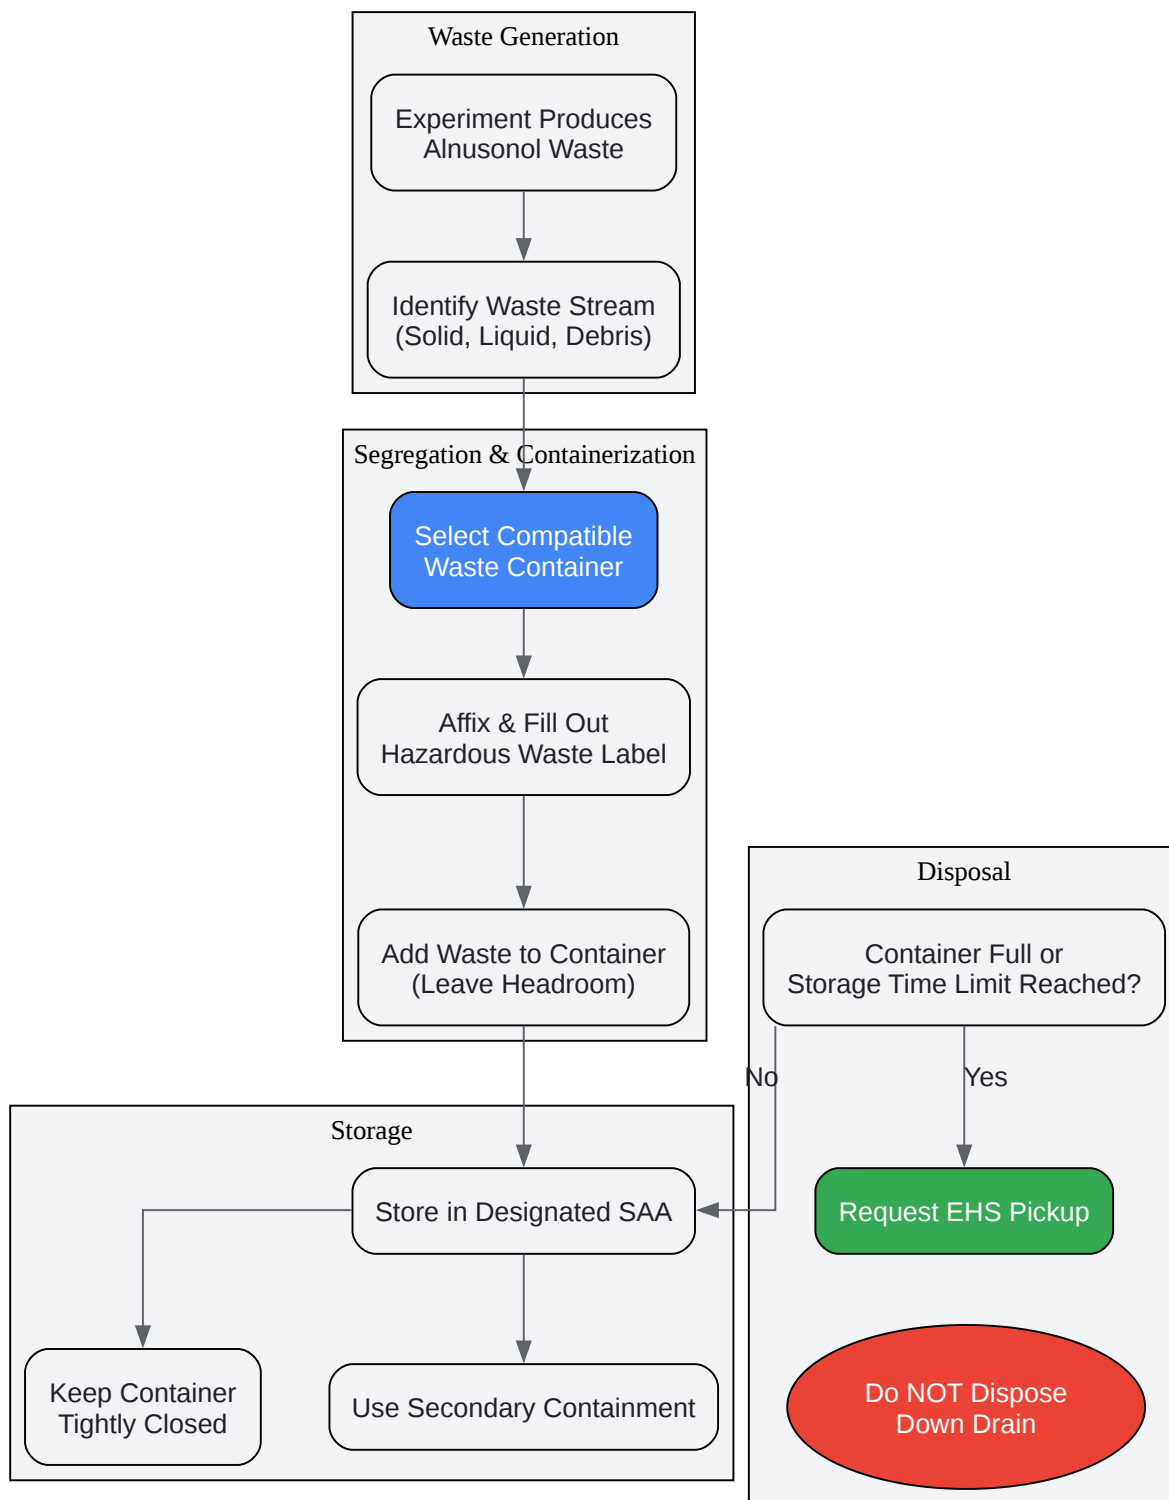 Waste Generation
Experiment Produces
Alnusonol Waste
Identify Waste Stream
(Solid, Liquid, Debris)
Segregation & Containerization
Select Compatible
Waste Container
Affix & Fill Out
Hazardous Waste Label
Add Waste to Container
(Leave Headroom)
Disposal
Container Full or
Storage Time Limit Reached?
No
Yes
Storage
Store in Designated SAA
Request EHS Pickup
Keep Container
Tightly Closed
Use Secondary Containment
Do NOT Dispose
Down Drain